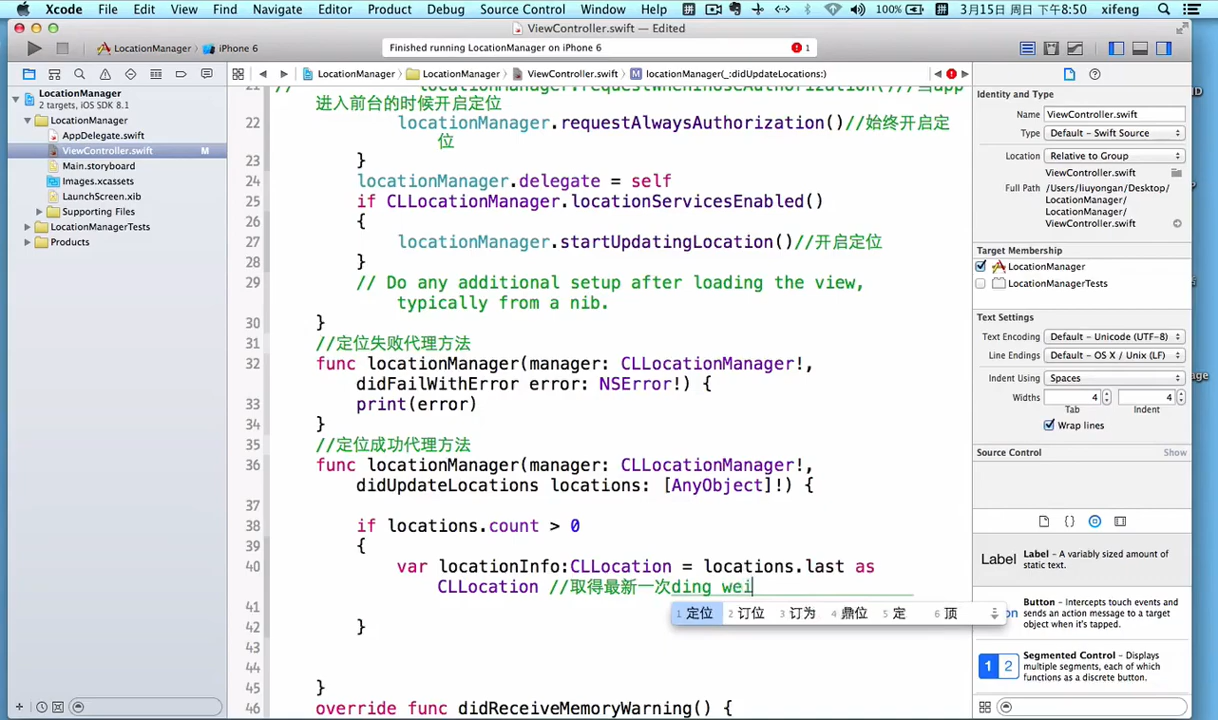 Xcode File Edit View Find Navigate Editor Product Debug Source Control Window Help 100% 拼 3月15日 周日 下午8:50 xifeng
ViewController.swift — Edited
LocationManager iPhone 6
Finished running LocationManager on iPhone 6
1
LocationManager LocationManager ViewController.swift locationManager(_:didUpdateLocations:)
LocationManager
2 targets, iOS SDK 8.1
LocationManager
AppDelegate.swift
ViewController.swift M
Main.storyboard
Images.xcassets
LaunchScreen.xib
Supporting Files
LocationManagerTests
Products
21 // locationManager.requestWhenInUseAuthorization()//当app
进入前台的时候开启定位
22 locationManager.requestAlwaysAuthorization()//始终开启定
位
23 }
24 locationManager.delegate = self
25 if CLLocationManager.locationServicesEnabled()
26 {
27 locationManager.startUpdatingLocation()//开启定位
28 }
29 // Do any additional setup after loading the view,
typically from a nib.
30 }
31 //定位失败代理方法
32 func locationManager(manager: CLLocationManager!,
didFailWithError error: NSError!) {
33 print(error)
34 }
35 //定位成功代理方法
36 func locationManager(manager: CLLocationManager!,
didUpdateLocations locations: [AnyObject]!) {
37
38 if locations.count > 0
39 {
40 var locationInfo:CLLocation = locations.last as
CLLocation //取得最新一次ding wei
1 定位 2 订位 3 订为 4 鼎位 5 定 6 顶
41
42 }
43
44
45 }
46 override func didReceiveMemoryWarning() {
Identity and Type
Name ViewController.swift
Type Default - Swift Source
Location Relative to Group
ViewController.swift
Full Path /Users/liuyongan/Desktop/
LocationManager/
LocationManager/
ViewController.swift
Target Membership
LocationManager
LocationManagerTests
Text Settings
Text Encoding Default - Unicode (UTF-8)
Line Endings Default - OS X / Unix (LF)
Indent Using Spaces
Widths 4 4
Tab Indent
Wrap lines
Source Control Show
Label
Label - A variably sized amount of
static text.
Button - Intercepts touch events and
sends an action message to a target
object when it's tapped.
1 2
Segmented Control - Displays
multiple segments, each of which
functions as a discrete button.